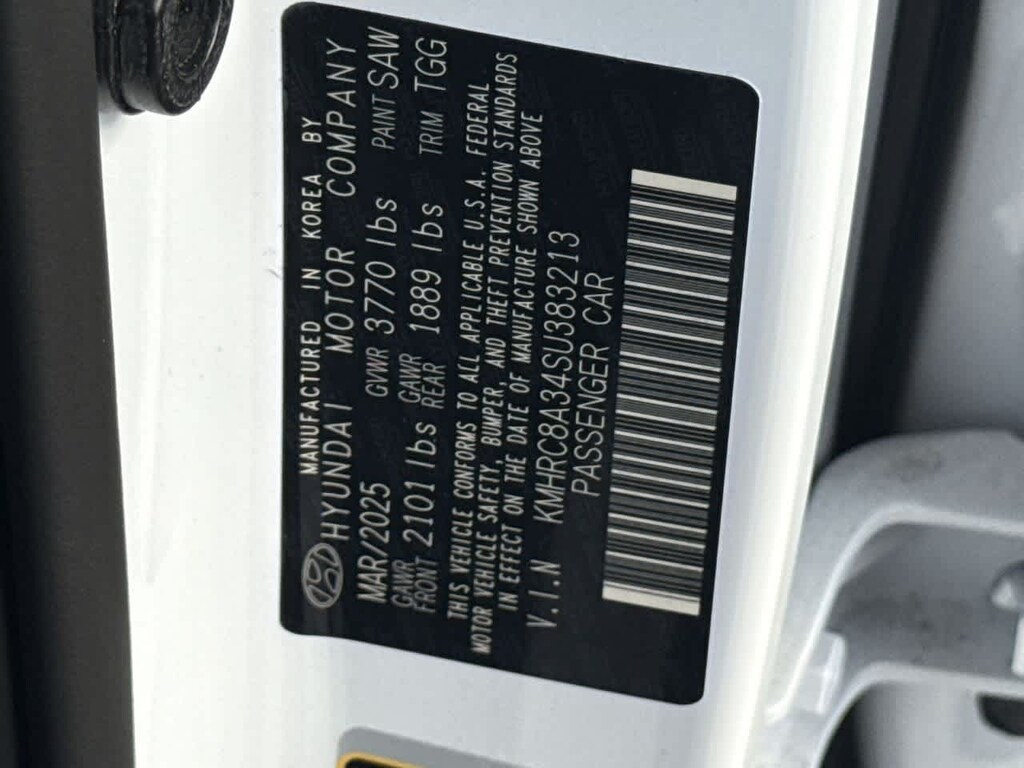 MANUFACTURED IN KOREA BY
HYUNDAI MOTOR COMPANY
MAR/2025 GVWR 3770 lbs PAINT SAW
GAWR FRONT 2101 lbs GAWR REAR 1889 lbs TRIM TGG
THIS VEHICLE CONFORMS TO ALL APPLICABLE U.S.A. FEDERAL
MOTOR VEHICLE SAFETY, BUMPER, AND THEFT PREVENTION STANDARDS
IN EFFECT ON THE DATE OF MANUFACTURE SHOWN ABOVE
V.I.N KMHRC8A34SU383213
PASSENGER CAR